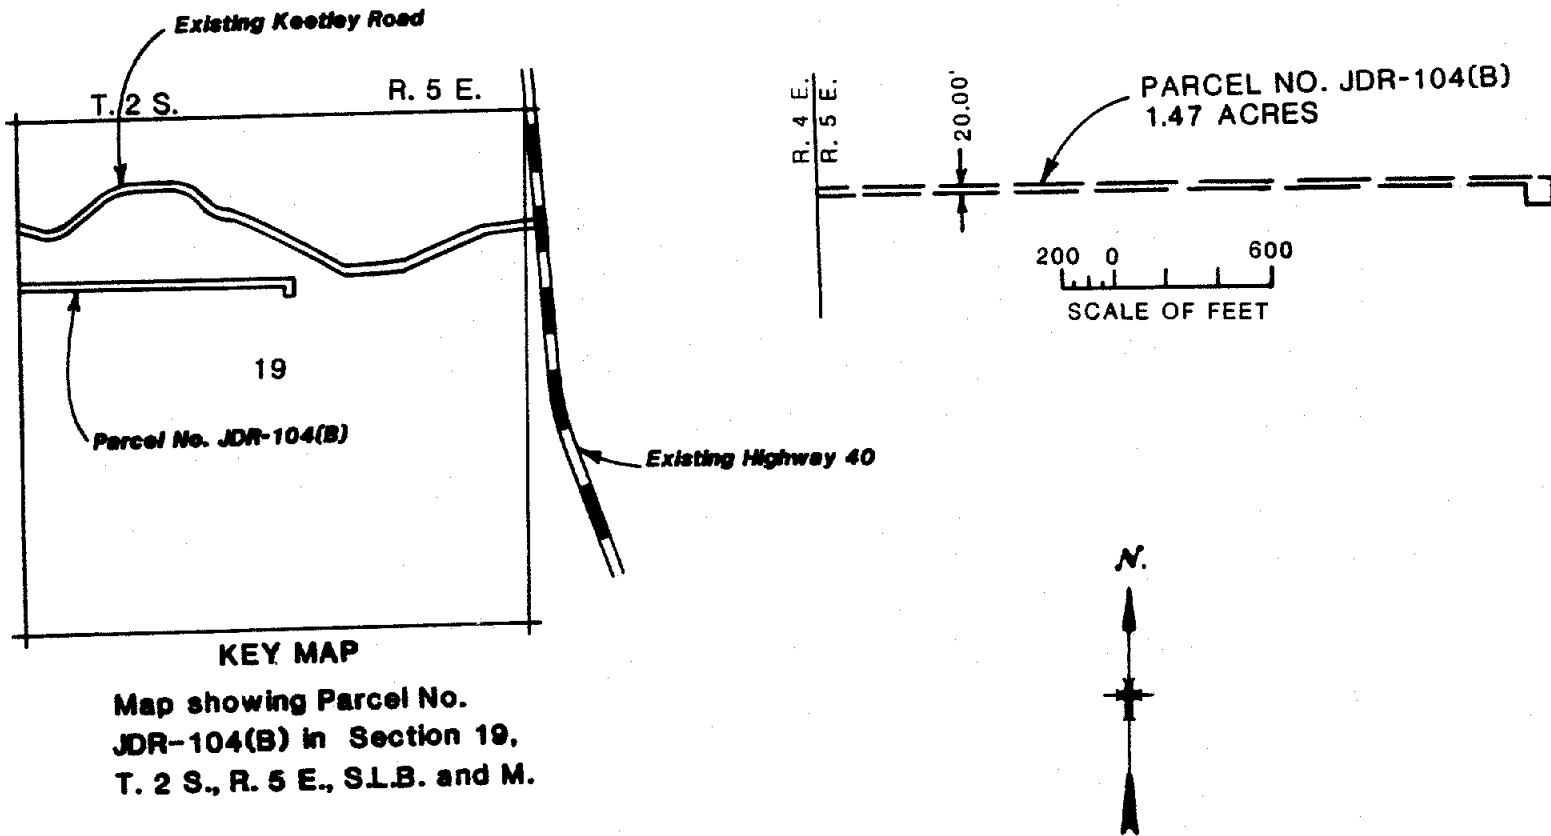 Existing Keetley Road
T. 2 S.
R. 5 E.
19
Parcel No. JDR-104(B)
Existing Highway 40
KEY MAP
Map showing Parcel No.
JDR-104(B) in Section 19,
T. 2 S., R. 5 E., S.L.B. and M.
R. 4 E.
R. 5 E.
20.00'
PARCEL NO. JDR-104(B)
1.47 ACRES
200 0 600
SCALE OF FEET
N.